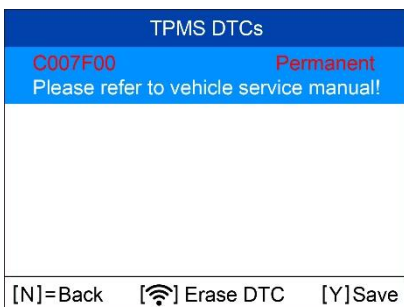 TPMS DTCs
C007F00 Permanent
Please refer to vehicle service manual!
[N]=Back [] Erase DTC [Y]Save